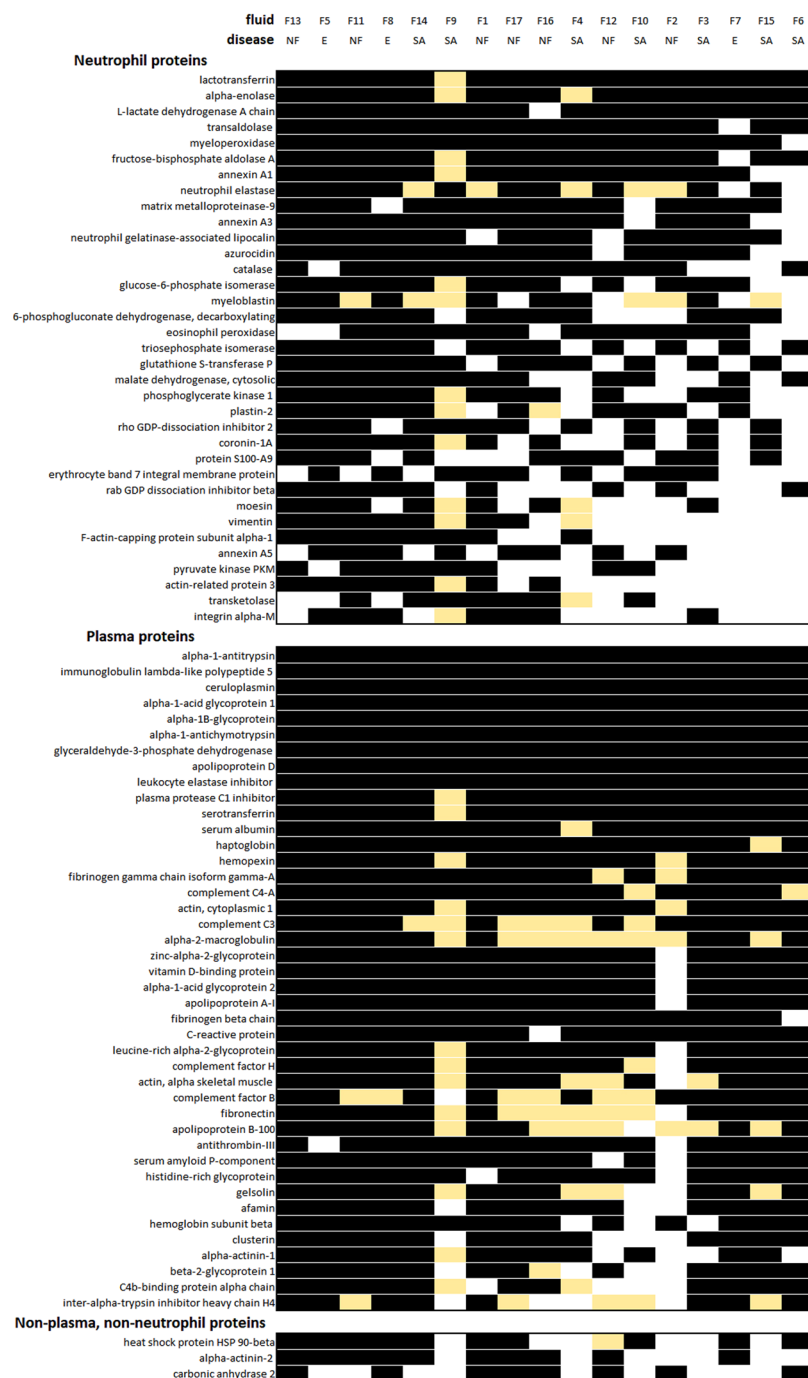 fluid F13 F5 F11 F8 F14 F9 F1 F17 F16 F4 F12 F10 F2 F3 F7 F15 F6
disease NF E NF E SA SA NF NF NF SA NF SA NF SA E SA SA
Neutrophil proteins
lactotransferrin
alpha-enolase
L-lactate dehydrogenase A chain
transaldolase
myeloperoxidase
fructose-bisphosphate aldolase A
annexin A1
neutrophil elastase
matrix metalloproteinase-9
annexin A3
neutrophil gelatinase-associated lipocalin
azurocidin
catalase
glucose-6-phosphate isomerase
myeloblastin
6-phosphogluconate dehydrogenase, decarboxylating
eosinophil peroxidase
triosephosphate isomerase
glutathione S-transferase P
malate dehydrogenase, cytosolic
phosphoglycerate kinase 1
plastin-2
rho GDP-dissociation inhibitor 2
coronin-1A
protein S100-A9
erythrocyte band 7 integral membrane protein
rab GDP dissociation inhibitor beta
moesin
vimentin
F-actin-capping protein subunit alpha-1
annexin A5
pyruvate kinase PKM
actin-related protein 3
transketolase
integrin alpha-M
Plasma proteins
alpha-1-antitrypsin
immunoglobulin lambda-like polypeptide 5
ceruloplasmin
alpha-1-acid glycoprotein 1
alpha-1B-glycoprotein
alpha-1-antichymotrypsin
glyceraldehyde-3-phosphate dehydrogenase
apolipoprotein D
leukocyte elastase inhibitor
plasma protease C1 inhibitor
serotransferrin
serum albumin
haptoglobin
hemopexin
fibrinogen gamma chain isoform gamma-A
complement C4-A
actin, cytoplasmic 1
complement C3
alpha-2-macroglobulin
zinc-alpha-2-glycoprotein
vitamin D-binding protein
alpha-1-acid glycoprotein 2
apolipoprotein A-I
fibrinogen beta chain
C-reactive protein
leucine-rich alpha-2-glycoprotein
complement factor H
actin, alpha skeletal muscle
complement factor B
fibronectin
apolipoprotein B-100
antithrombin-III
serum amyloid P-component
histidine-rich glycoprotein
gelsolin
afamin
hemoglobin subunit beta
clusterin
alpha-actinin-1
beta-2-glycoprotein 1
C4b-binding protein alpha chain
inter-alpha-trypsin inhibitor heavy chain H4
Non-plasma, non-neutrophil proteins
heat shock protein HSP 90-beta
alpha-actinin-2
carbonic anhydrase 2